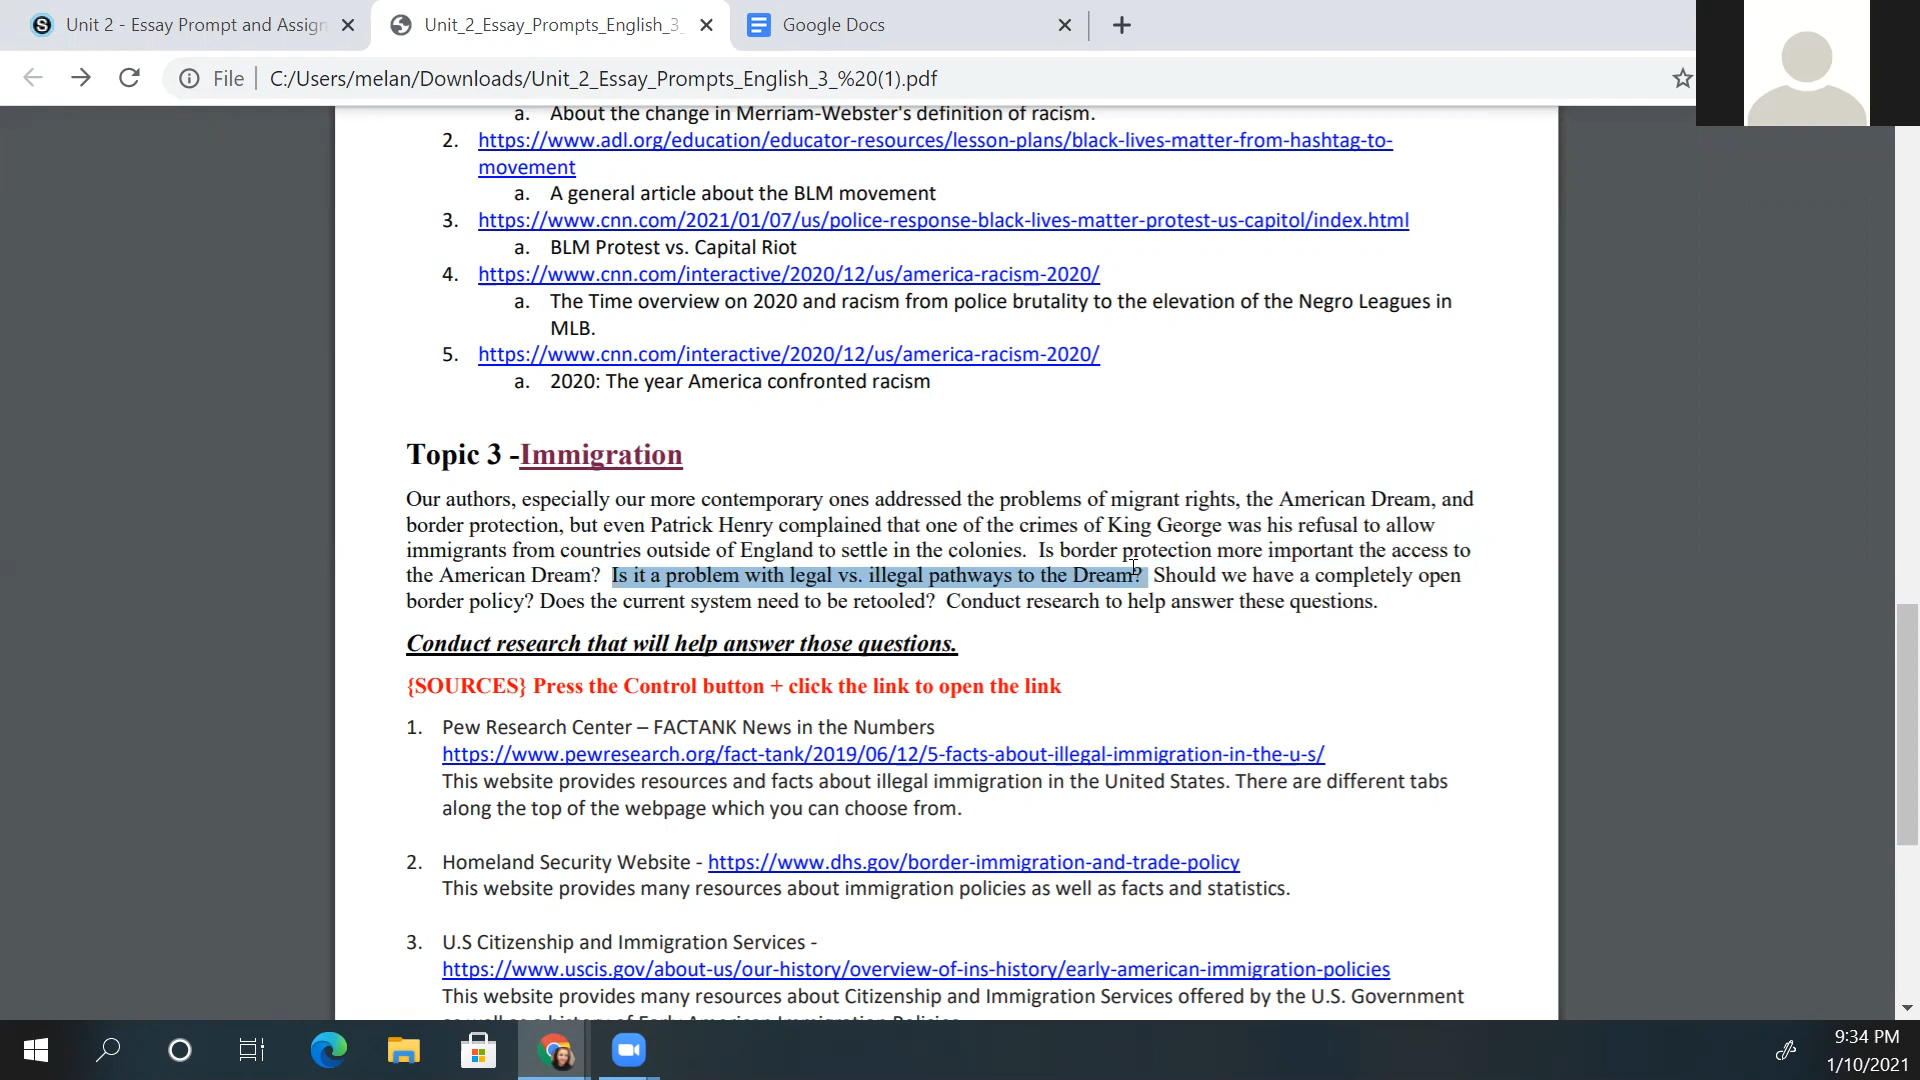 Unit 2 - Essay Prompt and Assign
Unit_2_Essay_Prompts_English_3_
Google Docs
File
C:/Users/melan/Downloads/Unit_2_Essay_Prompts_English_3_%20(1).pdf
a. About the change in Merriam-Webster's definition of racism.
2. https://www.adl.org/education/educator-resources/lesson-plans/black-lives-matter-from-hashtag-to-
movement
a. A general article about the BLM movement
3. https://www.cnn.com/2021/01/07/us/police-response-black-lives-matter-protest-us-capitol/index.html
a. BLM Protest vs. Capital Riot
4. https://www.cnn.com/interactive/2020/12/us/america-racism-2020/
a. The Time overview on 2020 and racism from police brutality to the elevation of the Negro Leagues in
MLB.
5. https://www.cnn.com/interactive/2020/12/us/america-racism-2020/
a. 2020: The year America confronted racism
Topic 3 -Immigration
Our authors, especially our more contemporary ones addressed the problems of migrant rights, the American Dream, and
border protection, but even Patrick Henry complained that one of the crimes of King George was his refusal to allow
immigrants from countries outside of England to settle in the colonies. Is border protection more important the access to
the American Dream? Is it a problem with legal vs. illegal pathways to the Dream? Should we have a completely open
border policy? Does the current system need to be retooled? Conduct research to help answer these questions.
Conduct research that will help answer those questions.
{SOURCES} Press the Control button + click the link to open the link
1. Pew Research Center – FACTANK News in the Numbers
https://www.pewresearch.org/fact-tank/2019/06/12/5-facts-about-illegal-immigration-in-the-u-s/
This website provides resources and facts about illegal immigration in the United States. There are different tabs
along the top of the webpage which you can choose from.
2. Homeland Security Website - https://www.dhs.gov/border-immigration-and-trade-policy
This website provides many resources about immigration policies as well as facts and statistics.
3. U.S Citizenship and Immigration Services -
https://www.uscis.gov/about-us/our-history/overview-of-ins-history/early-american-immigration-policies
This website provides many resources about Citizenship and Immigration Services offered by the U.S. Government
as well as a history of Early American Immigration Policies
9:34 PM
1/10/2021